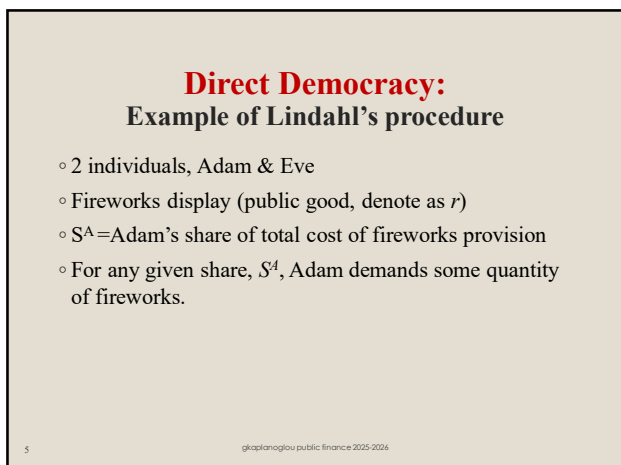 Direct Democracy:
Example of Lindahl's procedure
◦ 2 individuals, Adam & Eve
◦ Fireworks display (public good, denote as r)
◦ Sᴬ =Adam's share of total cost of fireworks provision
◦ For any given share, Sᴬ, Adam demands some quantity
of fireworks.
5
gkaplanoglou public finance 2025-2026